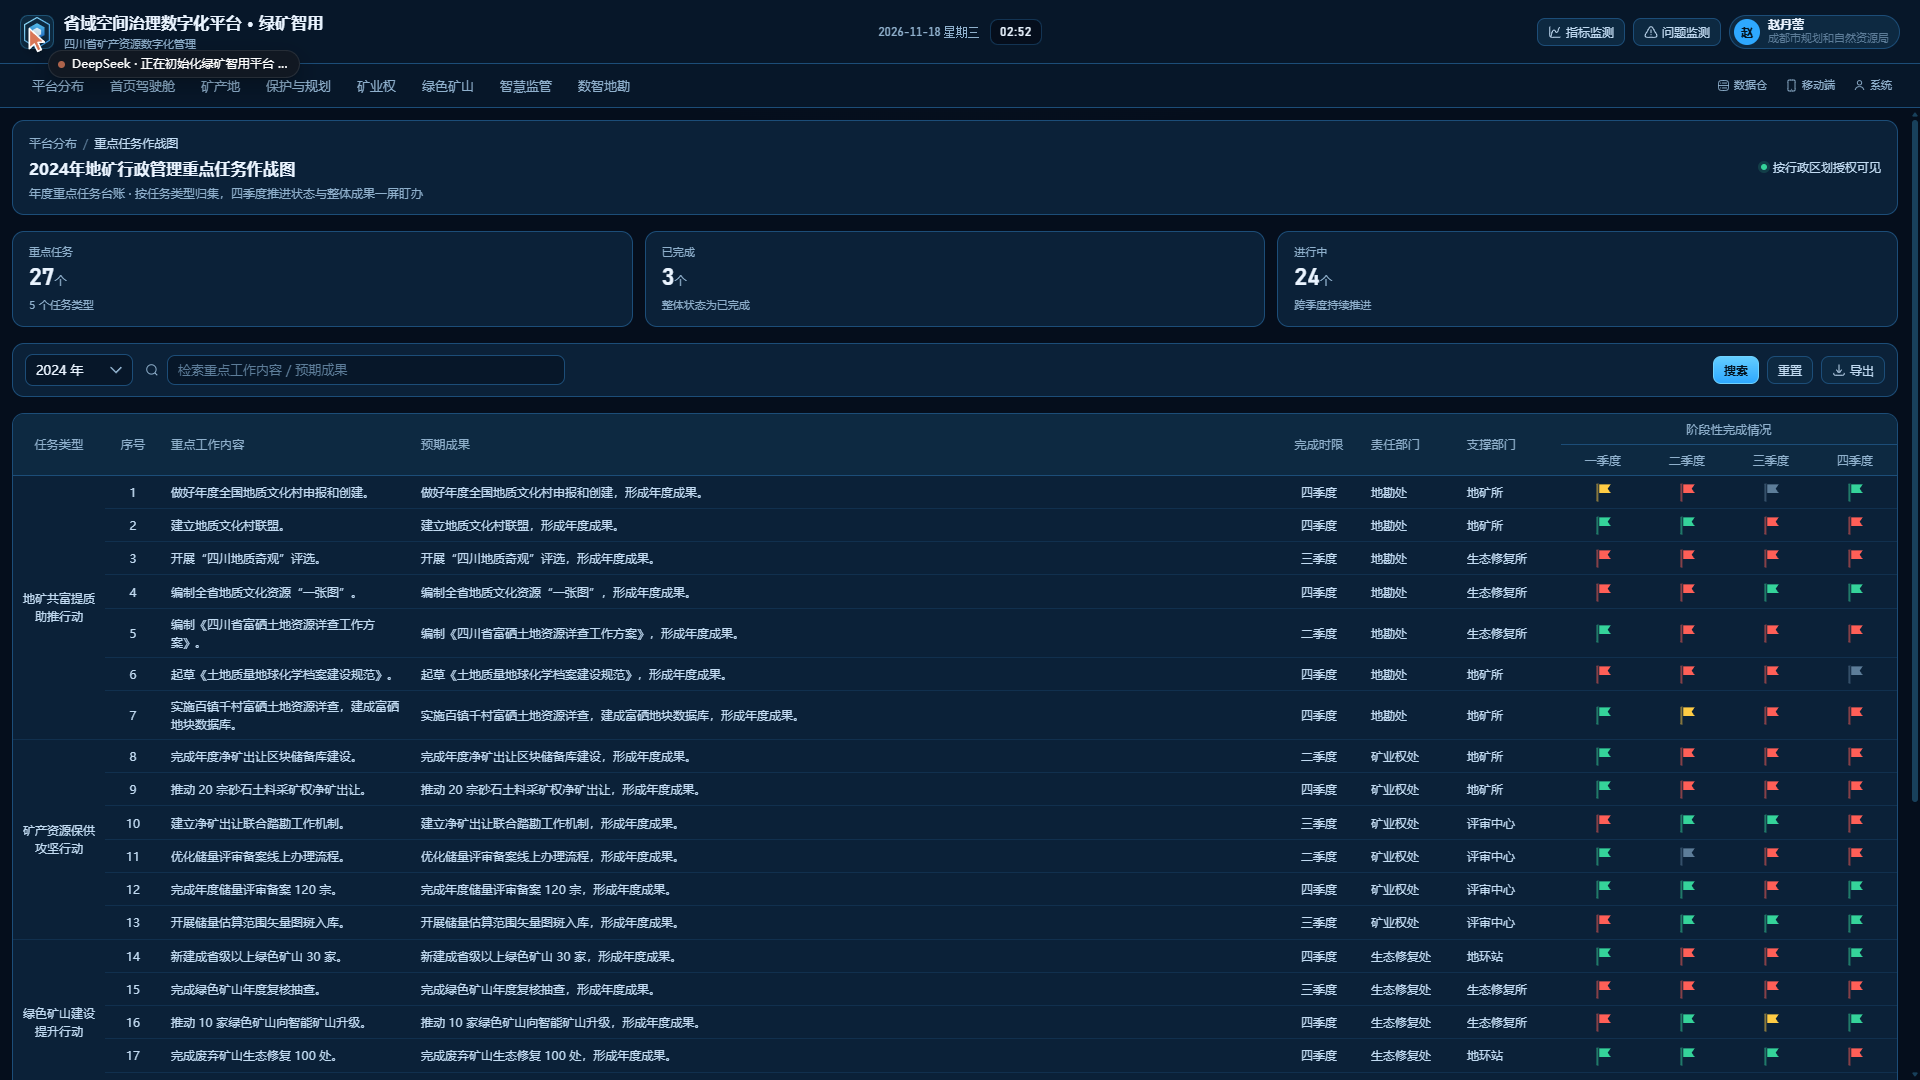 省域空间治理数字化平台 • 绿矿智用
四川省矿产资源数字化管理
DeepSeek · 正在初始化绿矿智用平台 ...
2026-11-18 星期三 02:52
指标监测 问题监测 赵 赵丹萱
成都市规划和自然资源局
平台分布 首页驾驶舱 矿产地 保护与规划 矿业权 绿色矿山 智慧监管 数智地勘 数据仓 移动端 系统
平台分布 / 重点任务作战图
2024年地矿行政管理重点任务作战图
年度重点任务台账 · 按任务类型归集，四季度推进状态与整体成果一屏盯办
按行政区划授权可见
重点任务
27个
5 个任务类型
已完成
3个
整体状态为已完成
进行中
24个
跨季度持续推进
2024 年 检索重点工作内容 / 预期成果 搜索 重置 导出
任务类型 序号 重点工作内容 预期成果 完成时限 责任部门 支撑部门 阶段性完成情况
一季度 二季度 三季度 四季度
地矿共富提质助推行动
1 做好年度全国地质文化村申报和创建。 做好年度全国地质文化村申报和创建，形成年度成果。 四季度 地勘处 地矿所
2 建立地质文化村联盟。 建立地质文化村联盟，形成年度成果。 四季度 地勘处 地矿所
3 开展“四川地质奇观”评选。 开展“四川地质奇观”评选，形成年度成果。 三季度 地勘处 生态修复所
4 编制全省地质文化资源“一张图”。 编制全省地质文化资源“一张图”，形成年度成果。 四季度 地勘处 生态修复所
5 编制《四川省富硒土地资源详查工作方案》。 编制《四川省富硒土地资源详查工作方案》，形成年度成果。 二季度 地勘处 生态修复所
6 起草《土地质量地球化学档案建设规范》。 起草《土地质量地球化学档案建设规范》，形成年度成果。 四季度 地勘处 地矿所
7 实施百镇千村富硒土地资源详查，建成富硒地块数据库。 实施百镇千村富硒土地资源详查，建成富硒地块数据库，形成年度成果。 四季度 地勘处 地矿所
矿产资源保供攻坚行动
8 完成年度净矿出让区块储备库建设。 完成年度净矿出让区块储备库建设，形成年度成果。 二季度 矿业权处 地矿所
9 推动 20 宗砂石土料采矿权净矿出让。 推动 20 宗砂石土料采矿权净矿出让，形成年度成果。 四季度 矿业权处 地矿所
10 建立净矿出让联合踏勘工作机制。 建立净矿出让联合踏勘工作机制，形成年度成果。 三季度 矿业权处 评审中心
11 优化储量评审备案线上办理流程。 优化储量评审备案线上办理流程，形成年度成果。 二季度 矿业权处 评审中心
12 完成年度储量评审备案 120 宗。 完成年度储量评审备案 120 宗，形成年度成果。 四季度 矿业权处 评审中心
13 开展储量估算范围矢量图斑入库。 开展储量估算范围矢量图斑入库，形成年度成果。 三季度 矿业权处 评审中心
绿色矿山建设提升行动
14 新建成省级以上绿色矿山 30 家。 新建成省级以上绿色矿山 30 家，形成年度成果。 四季度 生态修复处 地环站
15 完成绿色矿山年度复核抽查。 完成绿色矿山年度复核抽查，形成年度成果。 三季度 生态修复处 生态修复所
16 推动 10 家绿色矿山向智能矿山升级。 推动 10 家绿色矿山向智能矿山升级，形成年度成果。 四季度 生态修复处 生态修复所
17 完成废弃矿山生态修复 100 处。 完成废弃矿山生态修复 100 处，形成年度成果。 四季度 生态修复处 地环站